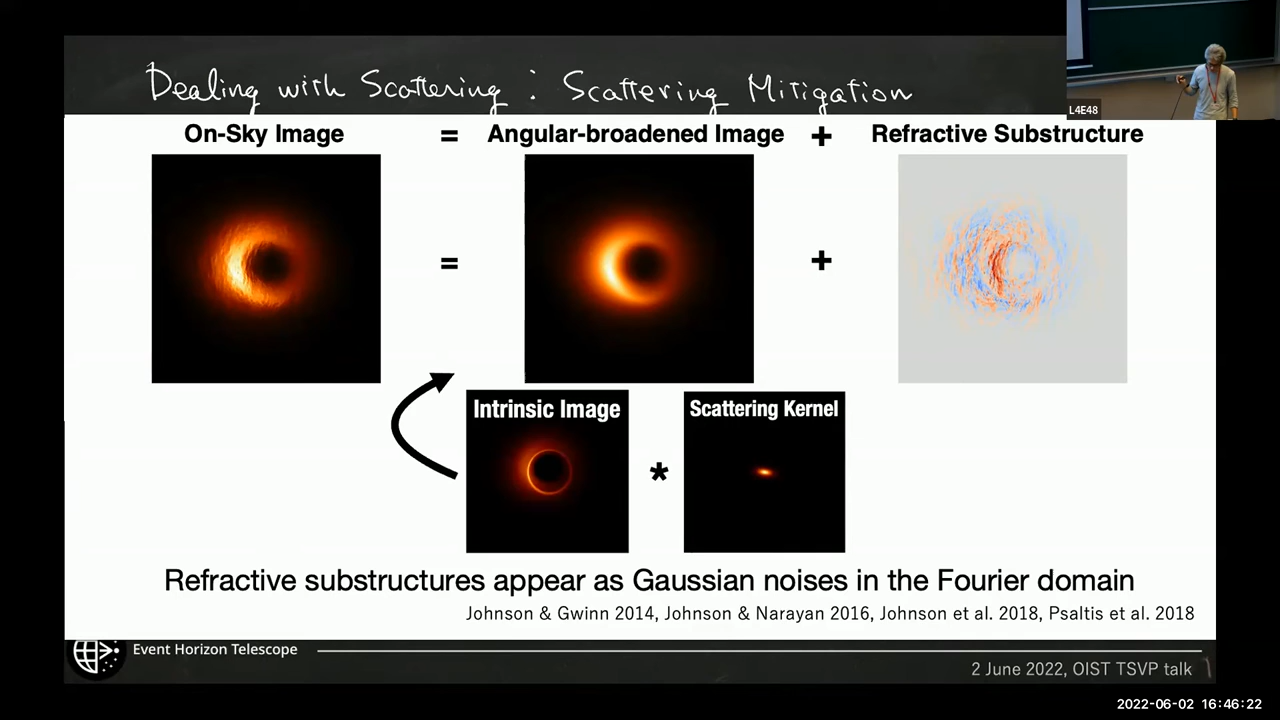 Dealing with Scattering : Scattering Mitigation
L4E48
On-Sky Image = Angular-broadened Image + Refractive Substructure
= +
Intrinsic Image * Scattering Kernel
Refractive substructures appear as Gaussian noises in the Fourier domain
Johnson & Gwinn 2014, Johnson & Narayan 2016, Johnson et al. 2018, Psaltis et al. 2018
Event Horizon Telescope
2 June 2022, OIST TSVP talk
2022-06-02 16:46:22